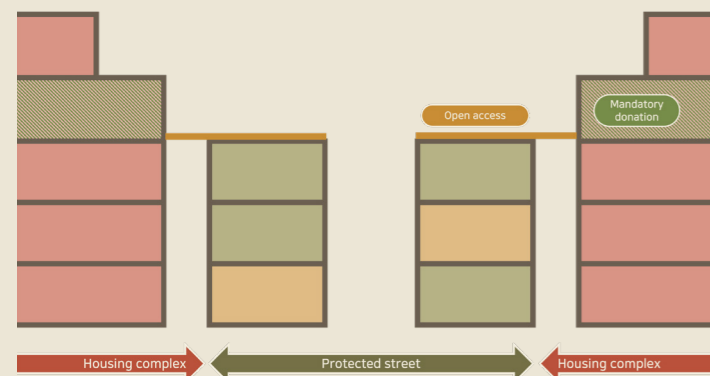 Mandatory
donation
Open access
Housing complex
Protected street
Housing complex